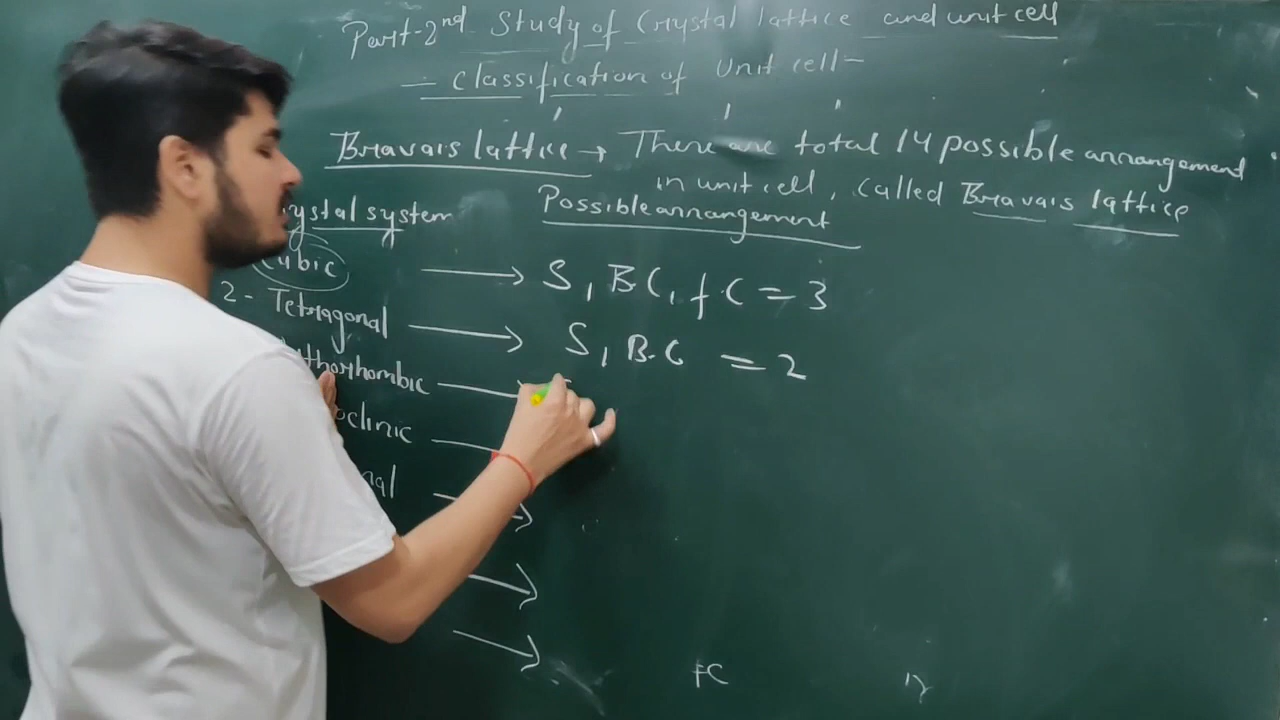 Part-2nd Study of Crystal lattice and unit cell
— Classification of Unit cell —
Bravais lattice → There are total 14 possible arrangement
in unit cell, called Bravais lattice
ystal system Possible arrangement
Cubic → S, BC, fC = 3
2- Tetragonal → S, B.C = 2
thorhombic →
oclinic
nal →
→
→
FC